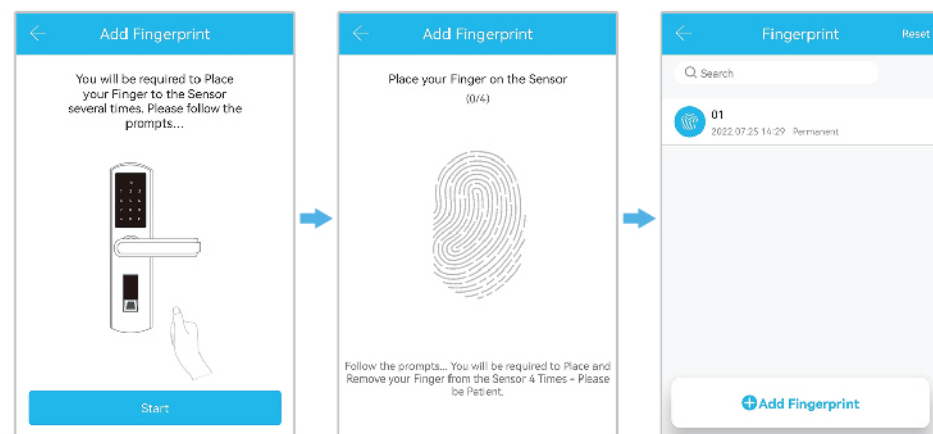 Add Fingerprint
You will be required to Place
your Finger to the Sensor
several times. Please follow the
prompts...
Start
Add Fingerprint
Place your Finger on the Sensor
(0/4)
Follow the prompts... You will be required to Place and
Remove your Finger from the Sensor 4 Times - Please
be Patient.
Fingerprint Reset
Search
01
2022.07.25 14:29 Permanent
Add Fingerprint